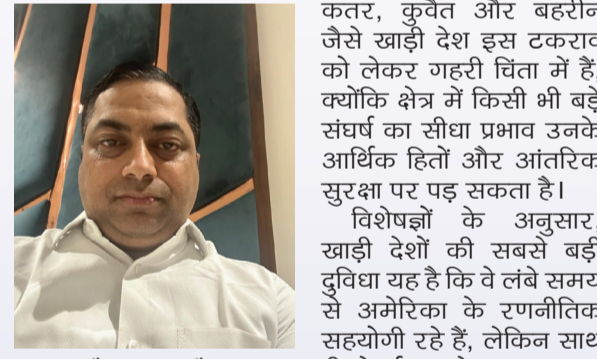 कतर, कुवैत और बहरीन
जैसे खाड़ी देश इस टकराव
को लेकर गहरी चिंता में हैं,
क्योंकि क्षेत्र में किसी भी बड़े
संघर्ष का सीधा प्रभाव उनके
आर्थिक हितों और आंतरिक
सुरक्षा पर पड़ सकता है।
विशेषज्ञों के अनुसार,
खाड़ी देशों की सबसे बड़ी
दुविधा यह है कि वे लंबे समय
से अमेरिका के रणनीतिक
सहयोगी रहे हैं, लेकिन साथ